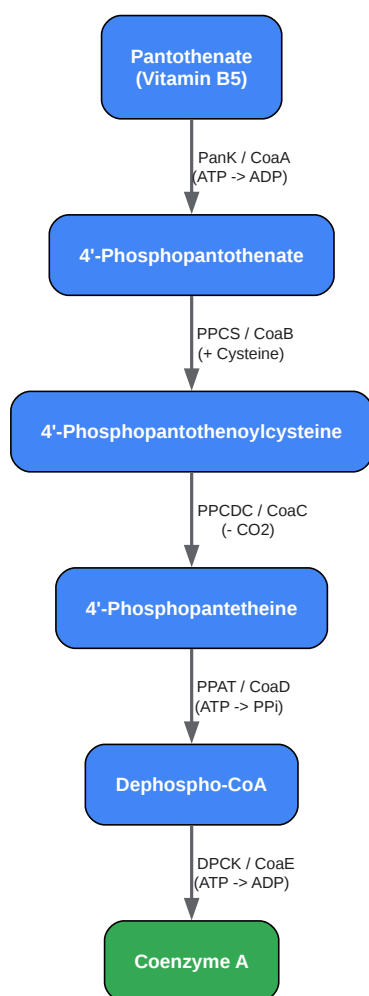 Pantothenate
(Vitamin B5)
PanK / CoaA
(ATP -> ADP)
4'-Phosphopantothenate
PPCS / CoaB
(+ Cysteine)
4'-Phosphopantothenoylcysteine
PPCDC / CoaC
(- CO2)
4'-Phosphopantetheine
PPAT / CoaD
(ATP -> PPi)
Dephospho-CoA
DPCK / CoaE
(ATP -> ADP)
Coenzyme A